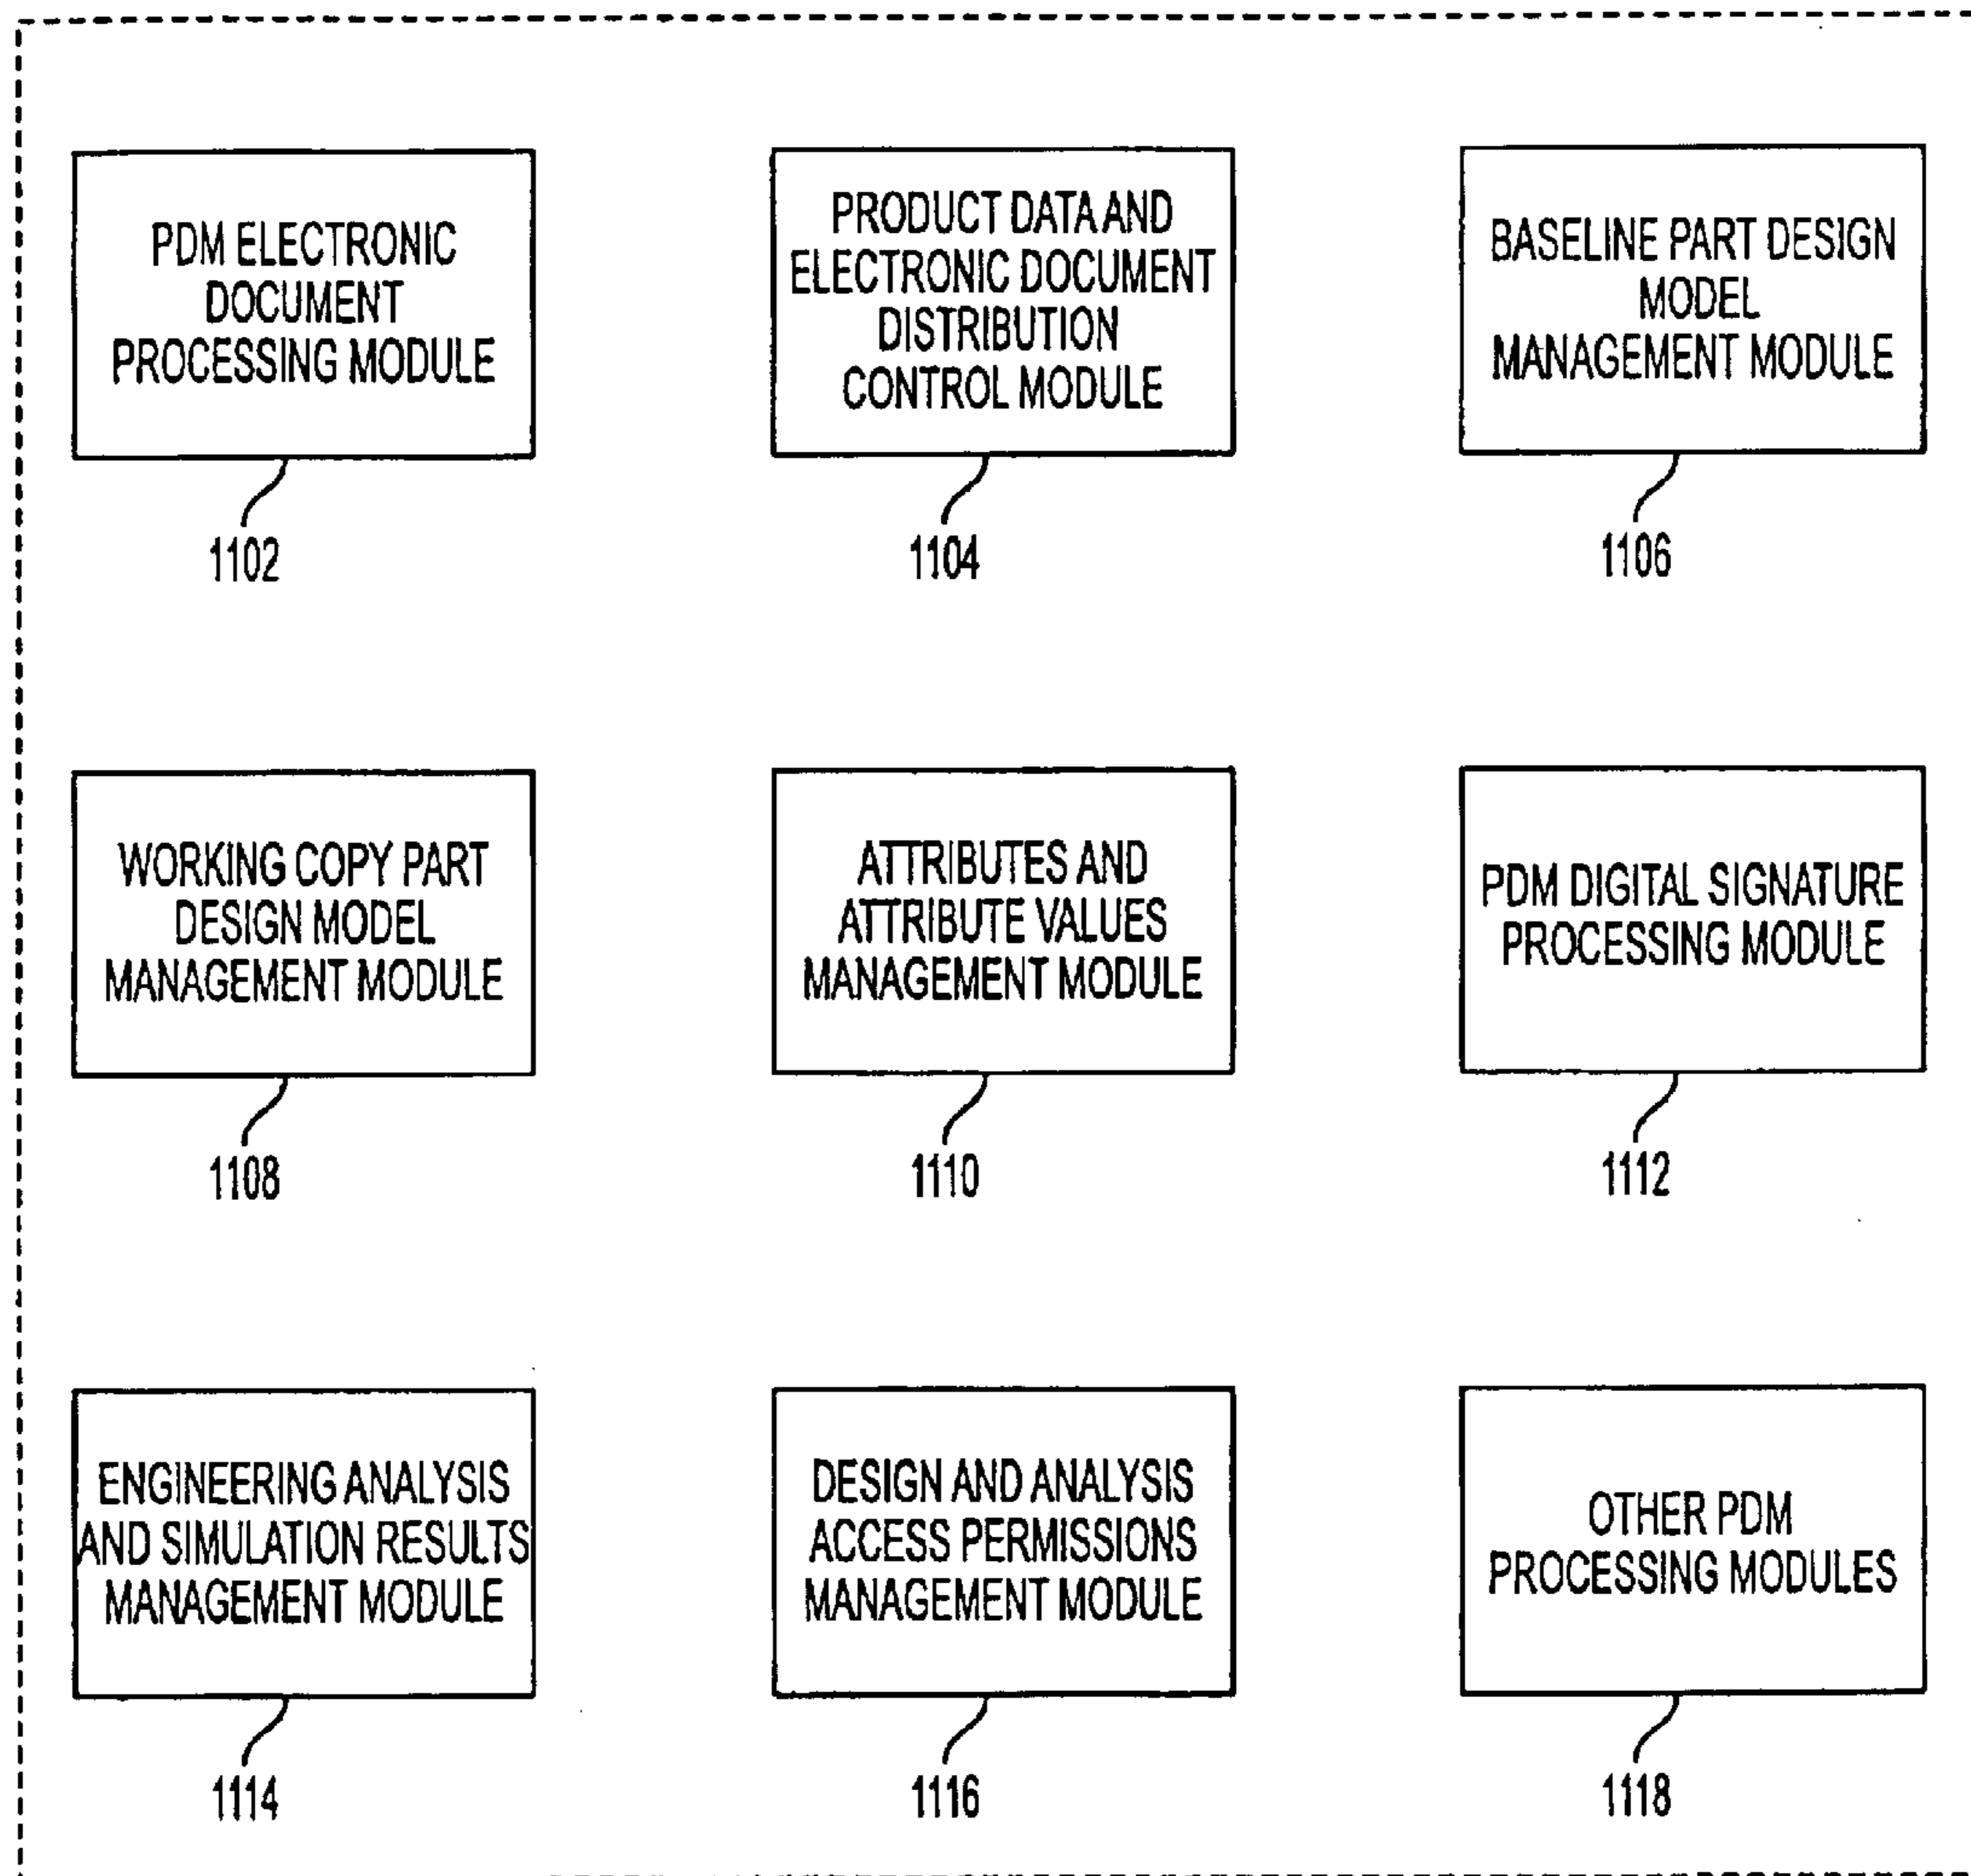 PDM ELECTRONIC
DOCUMENT
PROCESSING MODULE
1102
PRODUCT DATA AND
ELECTRONIC DOCUMENT
DISTRIBUTION
CONTROL MODULE
1104
BASELINE PART DESIGN
MODEL
MANAGEMENT MODULE
1106
WORKING COPY PART
DESIGN MODEL
MANAGEMENT MODULE
1108
ATTRIBUTES AND
ATTRIBUTE VALUES
MANAGEMENT MODULE
1110
PDM DIGITAL SIGNATURE
PROCESSING MODULE
1112
ENGINEERING ANALYSIS
AND SIMULATION RESULTS
MANAGEMENT MODULE
1114
DESIGN AND ANALYSIS
ACCESS PERMISSIONS
MANAGEMENT MODULE
1116
OTHER PDM
PROCESSING MODULES
1118